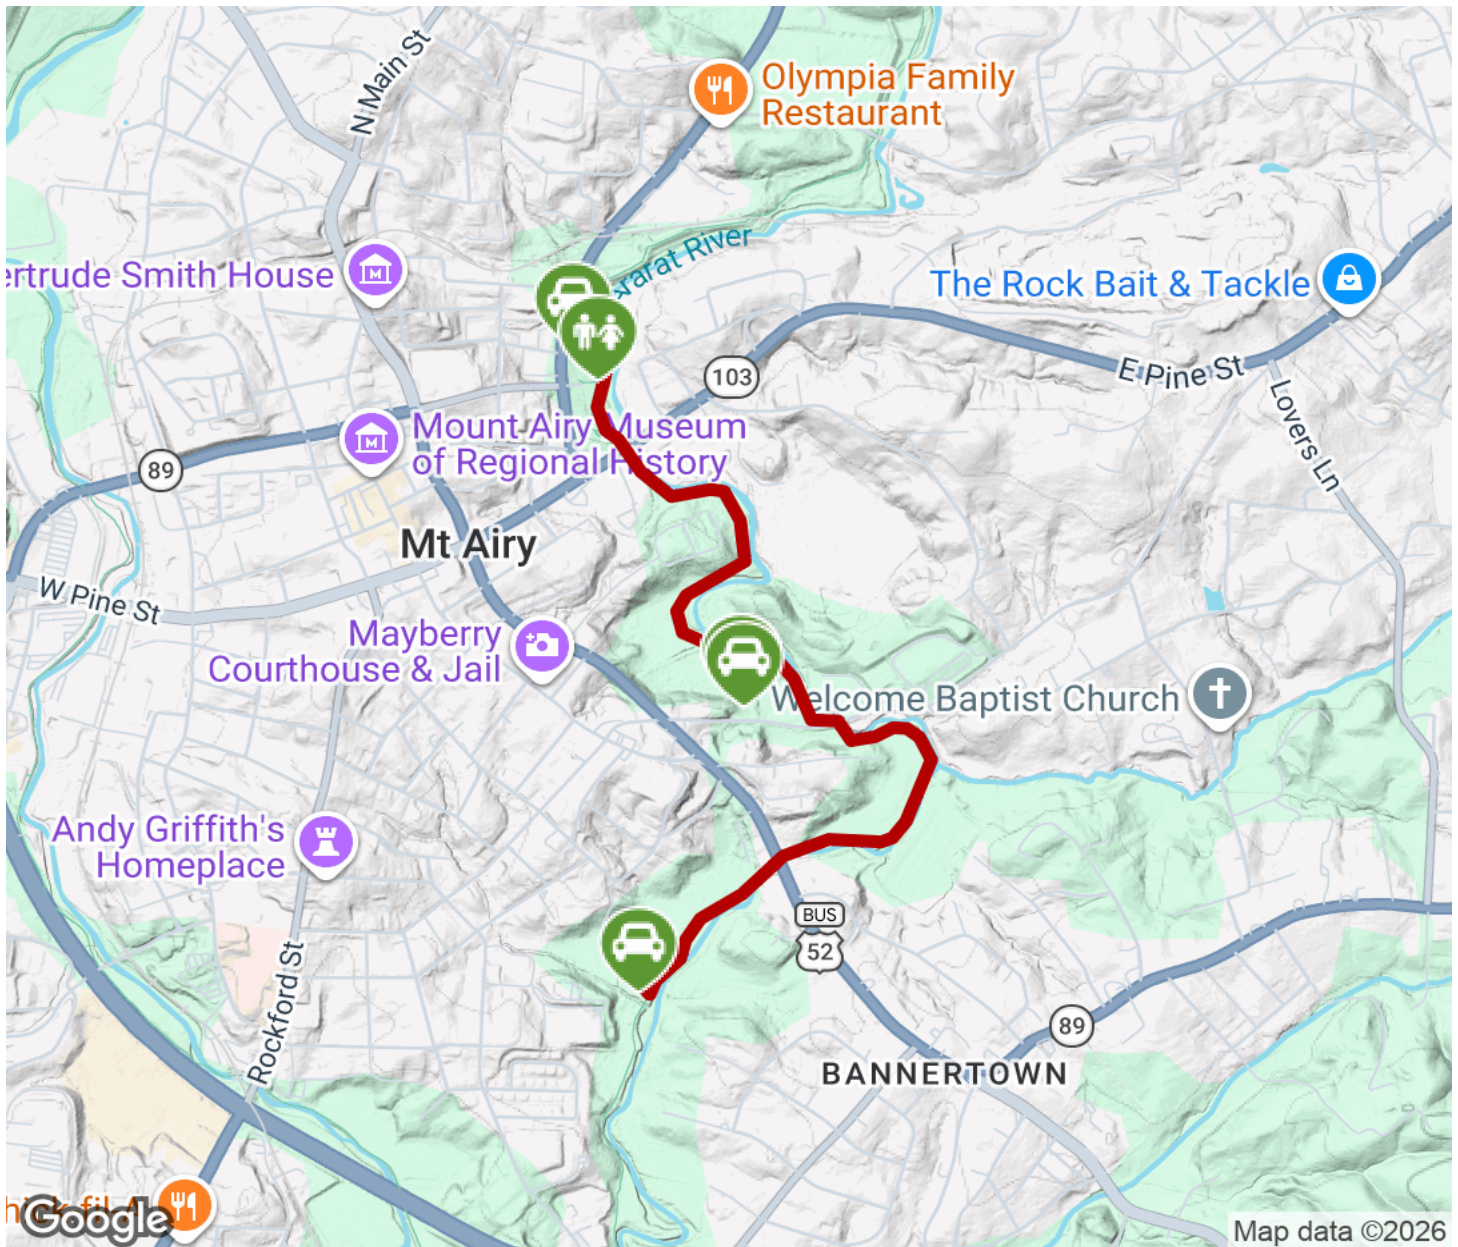 N Main St
Olympia Family
Restaurant
Ararat River
ertrude Smith House
The Rock Bait & Tackle
103
E Pine St
Lovers Ln
Mount Airy Museum
of Regional History
89
Mt Airy
W Pine St
Mayberry
Courthouse & Jail
Welcome Baptist Church
Andy Griffith's
Homeplace
BUS
52
Rockford St
89
BANNERTOWN
Google
Map data ©2026